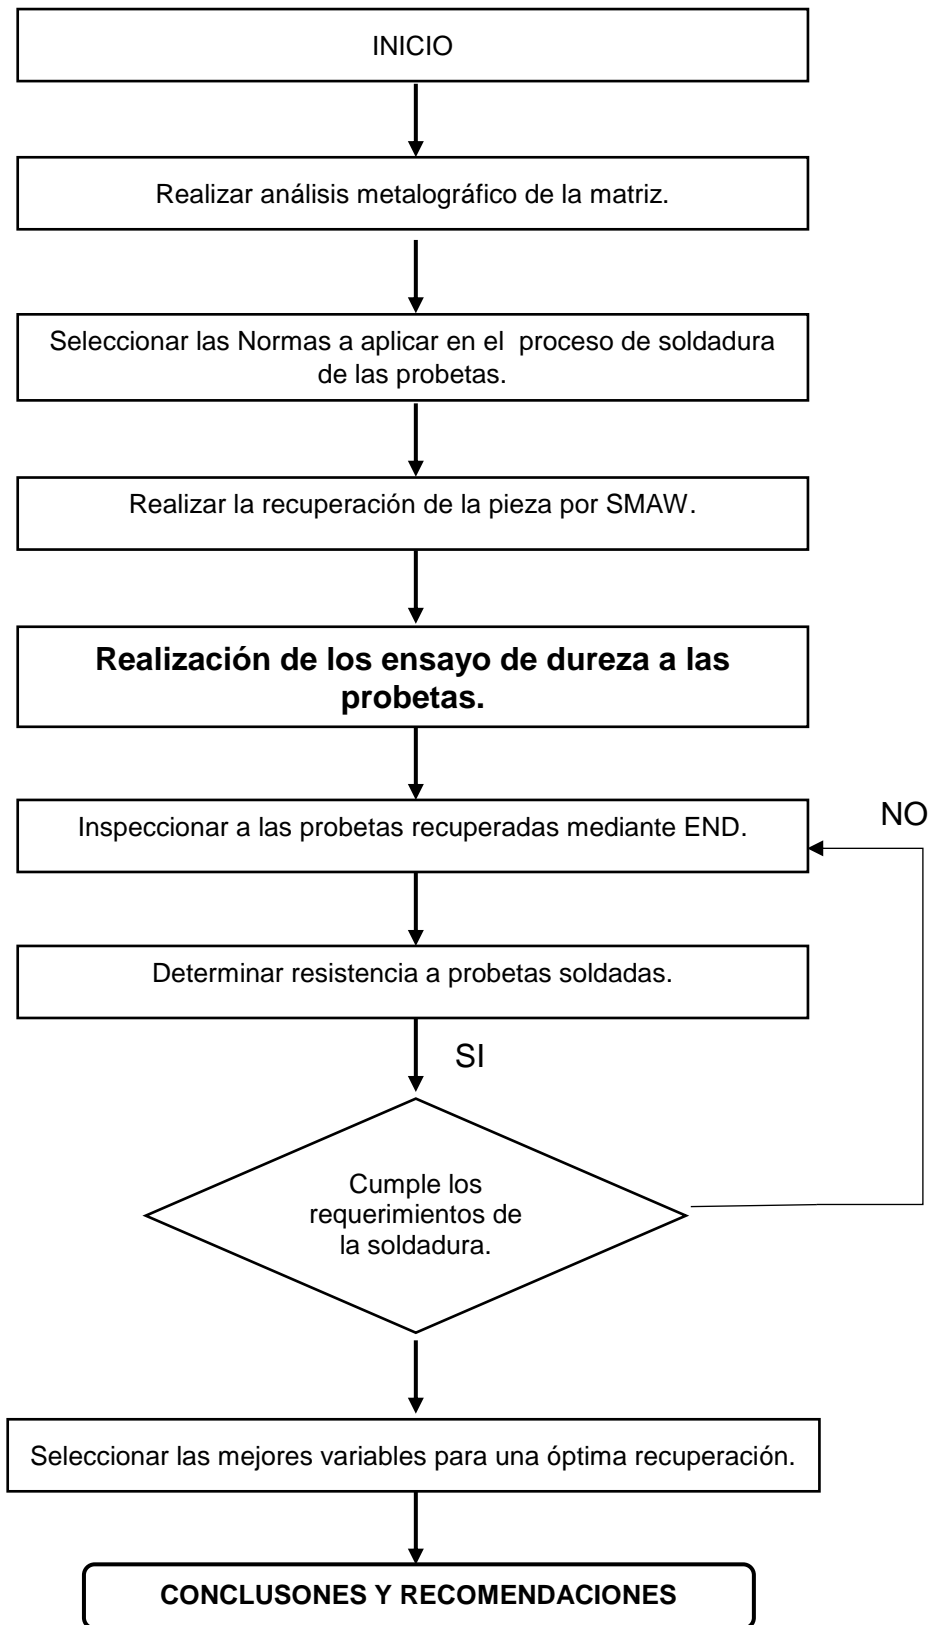 INICIO
Realizar análisis metalográfico de la matriz.
Seleccionar las Normas a aplicar en el  proceso de soldadura
de las probetas.
Realizar la recuperación de la pieza por SMAW.
Realización de los ensayo de dureza a las
probetas.
Inspeccionar a las probetas recuperadas mediante END.
NO
Determinar resistencia a probetas soldadas.
SI
Cumple los
requerimientos de
la soldadura.
Seleccionar las mejores variables para una óptima recuperación.
CONCLUSONES Y RECOMENDACIONES